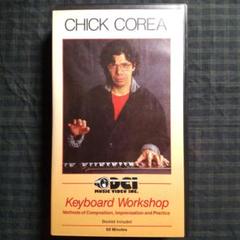 CHICK COREA
DCI
MUSIC VIDEO INC.
Keyboard Workshop
Methods of Composition, Improvisation and Practice
Booklet Included
60 Minutes